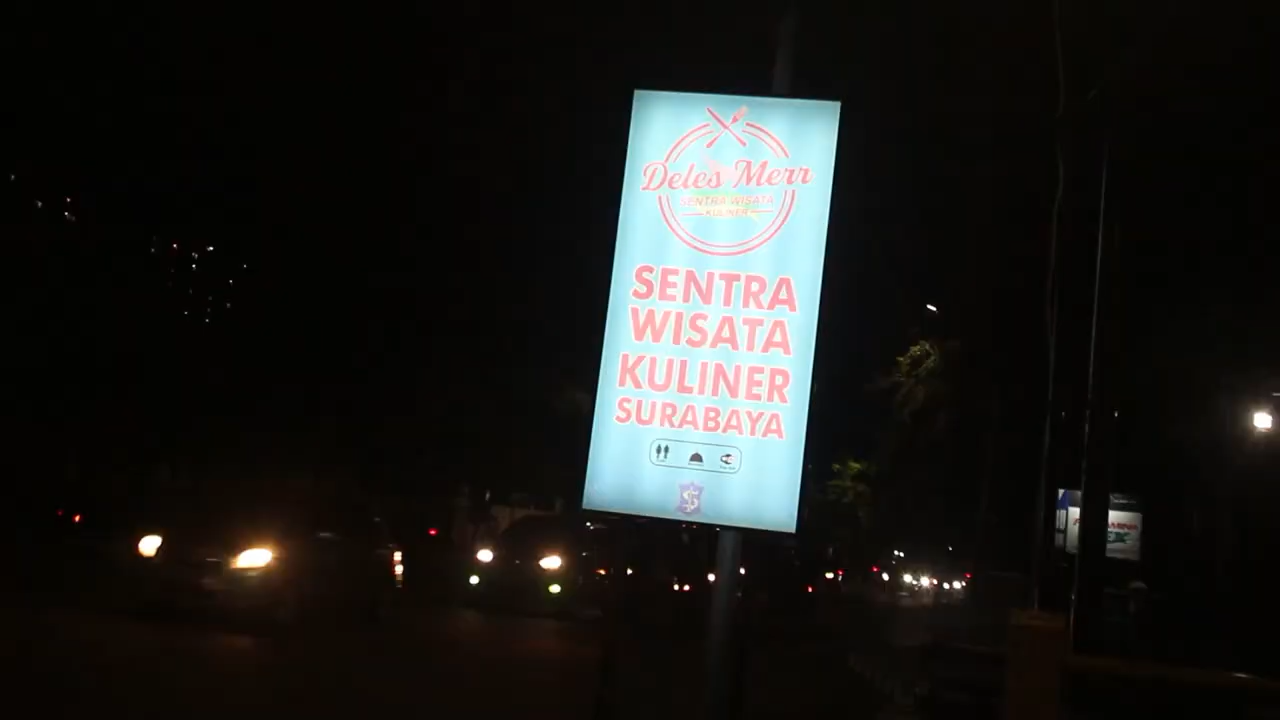 Deles Merr
SENTRA WISATA
KULINER
SENTRA
WISATA
KULINER
SURABAYA